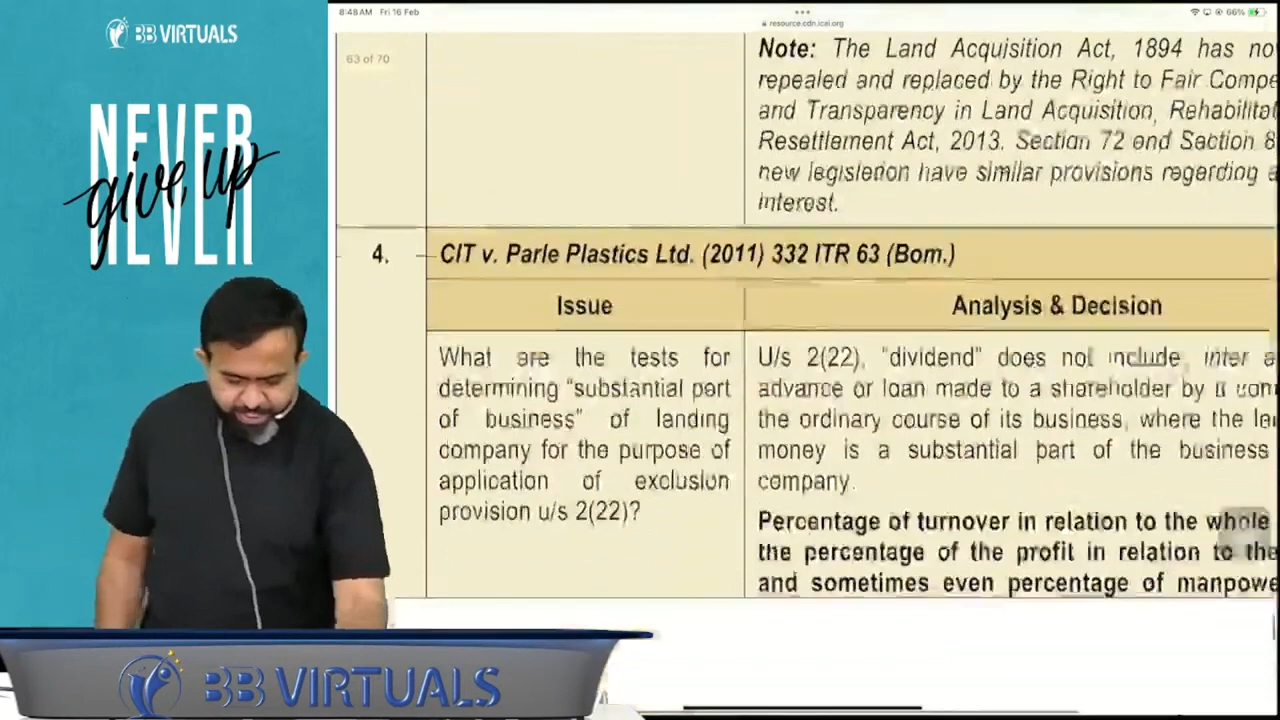 BB VIRTUALS
NEVER
give up
NEVER
8:48 AM Fri 16 Feb
resource.cdn.icai.org
66%
63 of 70
Note: The Land Acquisition Act, 1894 has no
repealed and replaced by the Right to Fair Compe
and Transparency in Land Acquisition, Rehabilitat
Resettlement Act, 2013. Section 72 and Section 8
new legislation have similar provisions regarding a
interest.
4. CIT v. Parle Plastics Ltd. (2011) 332 ITR 63 (Bom.)
Issue
Analysis & Decision
What are the tests for
determining "substantial part
of business" of landing
company for the purpose of
application of exclusion
provision u/s 2(22)?
U/s 2(22), "dividend" does not include, inter a
advance or loan made to a shareholder by a com
the ordinary course of its business, where the le
money is a substantial part of the business
company.
Percentage of turnover in relation to the whole
the percentage of the profit in relation to the
and sometimes even percentage of manpowe
BB VIRTUALS